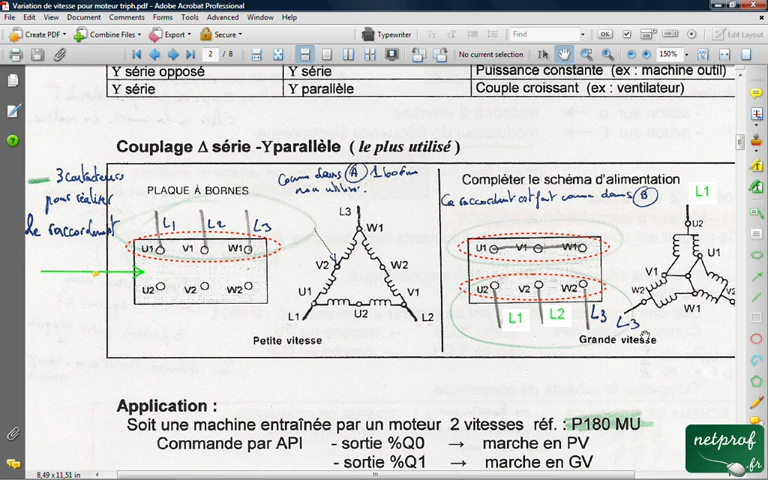 Variation de vitesse pour moteur triph.pdf - Adobe Acrobat Professional
File Edit View Document Comments Forms Tools Advanced Window Help
Create PDF Combine Files Export Secure Typewriter Find Edit Layout
2 / 8 No current selection 150%
Y série opposé Y série Puissance constante (ex : machine outil)
Y série Y parallèle Couple croissant (ex : ventilateur)
Couplage Δ série -Y parallèle ( le plus utilisé )
3 contacteurs
pour réaliser
le raccordement
PLAQUE À BORNES
L1 L2 L3
U1 V1 W1
U2 V2 W2
Comme dans A 1 borne
non utilisée.
L3
W1
V2 W2
U1 V1
L1 U2 L2
Petite vitesse
Compléter le schéma d'alimentation
Ce raccordement est fait comme dans B
U1 V1 W1
U2 V2 W2
L1 L2 L3
L1
U2
U1
V1
W2 V2
W1
L3
Grande vitesse
Application :
Soit une machine entraînée par un moteur 2 vitesses réf. : P180 MU
Commande par API - sortie %Q0 → marche en PV
- sortie %Q1 → marche en GV
8,49 x 11,51 in
netprof
.fr